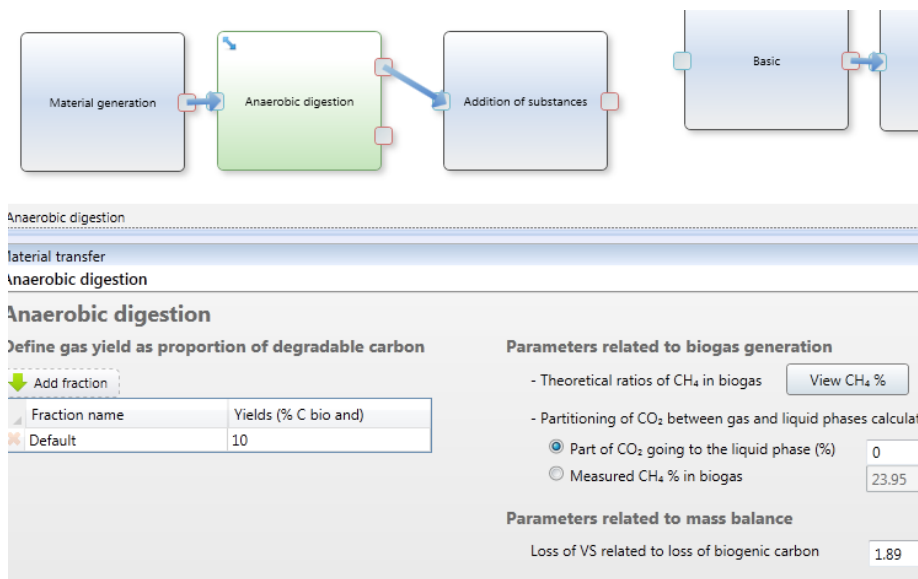 Material generation
Anaerobic digestion
Addition of substances
Basic
Anaerobic digestion
Material transfer
Anaerobic digestion
Anaerobic digestion
Define gas yield as proportion of degradable carbon
Add fraction
Fraction name Yields (% C bio and)
Default 10
Parameters related to biogas generation
- Theoretical ratios of CH₄ in biogas View CH₄ %
- Partitioning of CO₂ between gas and liquid phases calculat
Part of CO₂ going to the liquid phase (%) 0
Measured CH₄ % in biogas 23.95
Parameters related to mass balance
Loss of VS related to loss of biogenic carbon 1.89